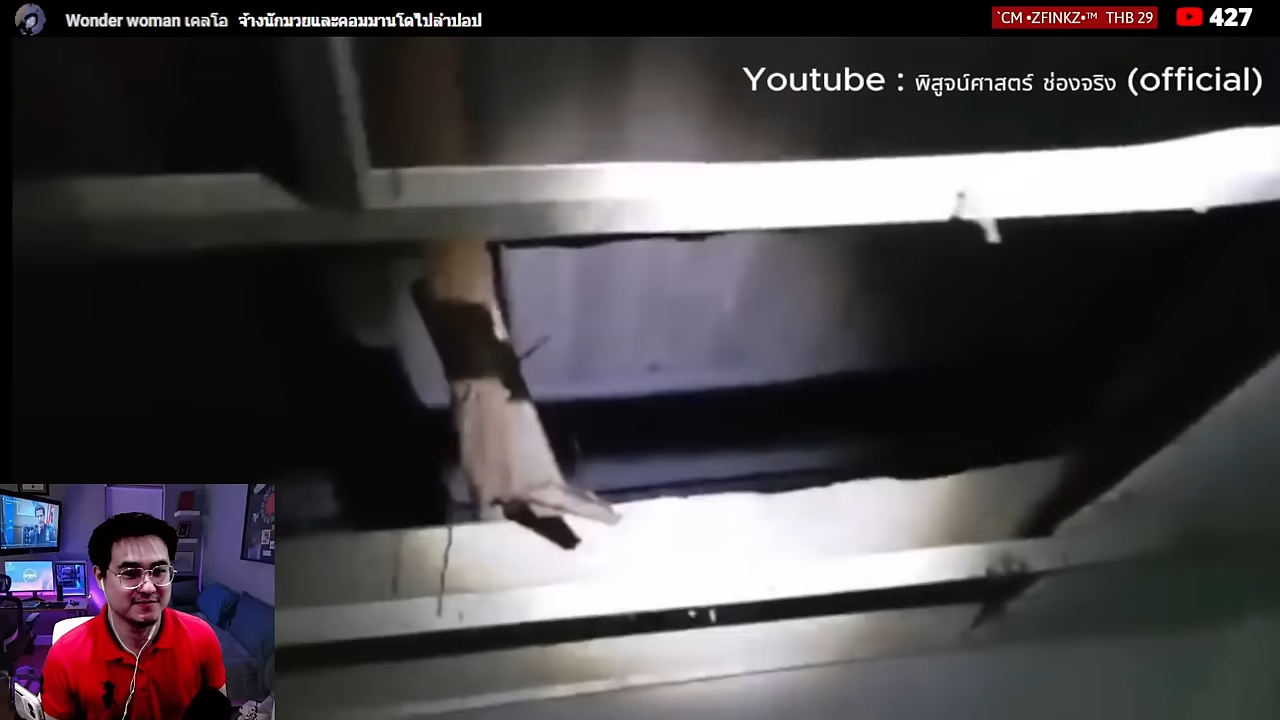 Wonder woman เคลโอ จ้างนักมวยและคอมมานโดไปล่าปอป
`CM •ZFINKZ•™ THB 29
427
Youtube : พิสูจน์ศาสตร์ ช่องจริง (official)